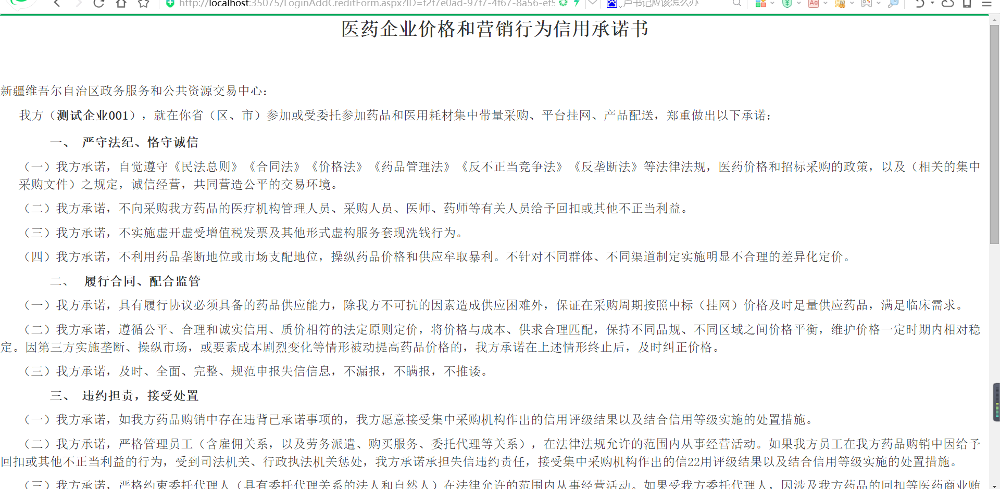 http://localhost:35075/LoginAddCreditForm.aspx?ID=f2f7e0ad-97f7-4f67-8a56-ef5 卢书记应该怎么办
医药企业价格和营销行为信用承诺书
新疆维吾尔自治区政务服务和公共资源交易中心：
我方（测试企业001），就在你省（区、市）参加或受委托参加药品和医用耗材集中带量采购、平台挂网、产品配送，郑重做出以下承诺：
一、 严守法纪、恪守诚信
（一）我方承诺，自觉遵守《民法总则》《合同法》《价格法》《药品管理法》《反不正当竞争法》《反垄断法》等法律法规，医药价格和招标采购的政策，以及（相关的集中
采购文件）之规定，诚信经营，共同营造公平的交易环境。
（二）我方承诺，不向采购我方药品的医疗机构管理人员、采购人员、医师、药师等有关人员给予回扣或其他不正当利益。
（三）我方承诺，不实施虚开虚受增值税发票及其他形式虚构服务套现洗钱行为。
（四）我方承诺，不利用药品垄断地位或市场支配地位，操纵药品价格和供应牟取暴利。不针对不同群体、不同渠道制定实施明显不合理的差异化定价。
二、 履行合同、配合监管
（一）我方承诺，具有履行协议必须具备的药品供应能力，除我方不可抗的因素造成供应困难外，保证在采购周期按照中标（挂网）价格及时足量供应药品，满足临床需求。
（二）我方承诺，遵循公平、合理和诚实信用、质价相符的法定原则定价，将价格与成本、供求合理匹配，保持不同品规、不同区域之间价格平衡，维护价格一定时期内相对稳
定。因第三方实施垄断、操纵市场，或要素成本剧烈变化等情形被动提高药品价格的，我方承诺在上述情形终止后，及时纠正价格。
（三）我方承诺，及时、全面、完整、规范申报失信信息，不漏报，不瞒报，不推诿。
三、 违约担责，接受处置
（一）我方承诺，如我方药品购销中存在违背已承诺事项的，我方愿意接受集中采购机构作出的信用评级结果以及结合信用等级实施的处置措施。
（二）我方承诺，严格管理员工（含雇佣关系，以及劳务派遣、购买服务、委托代理等关系），在法律法规允许的范围内从事经营活动。如果我方员工在我方药品购销中因给予
回扣或其他不正当利益的行为，受到司法机关、行政执法机关惩处，我方承诺承担失信违约责任，接受集中采购机构作出的信22用评级结果以及结合信用等级实施的处置措施。
（三）我方承诺，严格约束委托代理人（具有委托代理关系的法人和自然人）在法律允许的范围内从事经营活动。如果受我方委托代理人，因涉及我方药品的回扣等医药商业贿